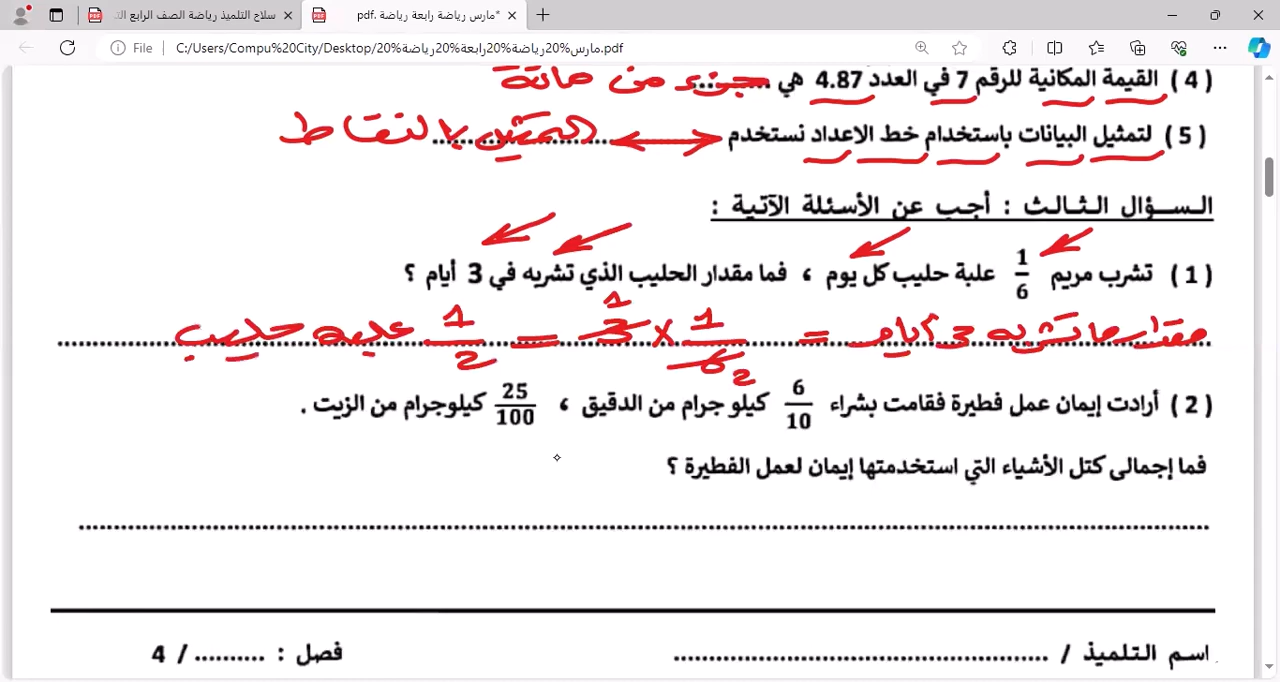 سلاح التلميذ رياضة الصف الرابع الت
مارس رياضة رابعة رياضة .pdf*
File
C:/Users/Compu%20City/Desktop/20%مارس%20رياضة%20رابعة%20رياضة.pdf
( 4 ) القيمة المكانية للرقم 7 في العدد 4.87 هي ........ جزء من مائة
( 5 ) لتمثيل البيانات باستخدام خط الاعداد نستخدم ........ التمثيل بالنقاط
السؤال الثالث : أجب عن الأسئلة الآتية :
( 1 ) تشرب مريم 1/6 علبة حليب كل يوم ، فما مقدار الحليب الذي تشربه في 3 أيام ؟
مقدار ما تشربه 3 أيام = 1/6 2 × 3 1 = 1/2 علبة حليب
( 2 ) أرادت إيمان عمل فطيرة فقامت بشراء 6/10 كيلو جرام من الدقيق ، 25/100 كيلوجرام من الزيت .
فما إجمالى كتل الأشياء التي استخدمتها إيمان لعمل الفطيرة ؟
........................................
اسم التلميذ / ........................................ فصل : .......... / 4